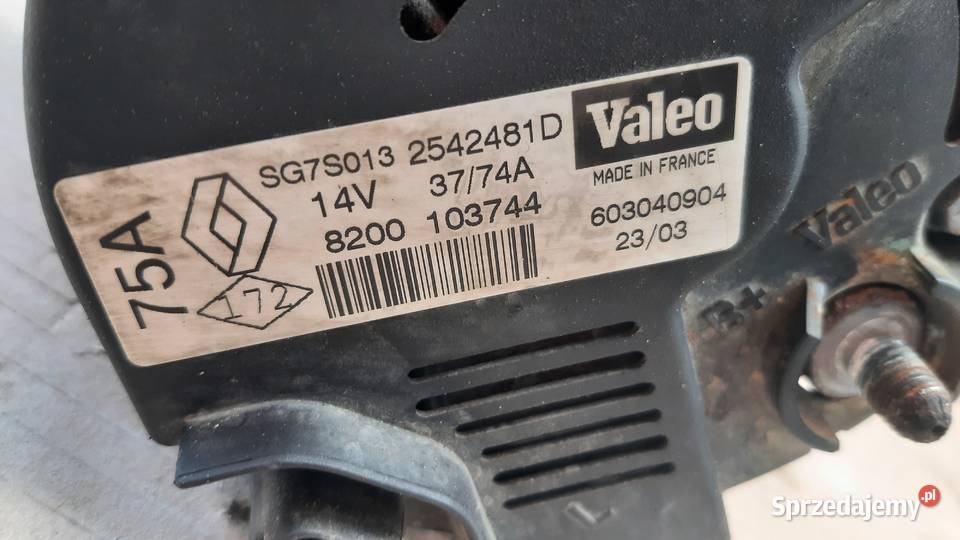 75A
SG7S013 2542481D
14V 37/74A
8200 103744
172
Valeo
MADE IN FRANCE
603040904
23/03
Valeo
B+
L
Sprzedajemy.pl